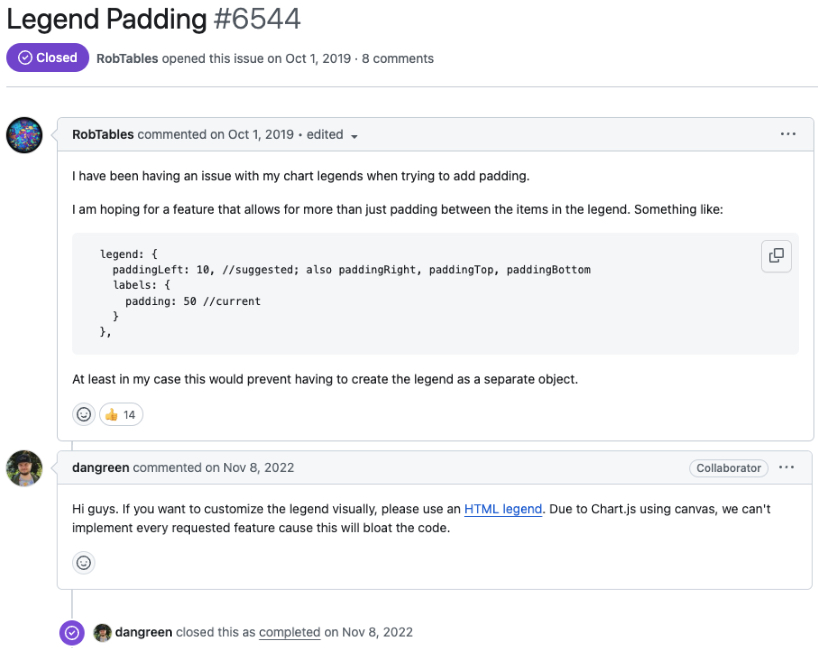 Legend Padding #6544
Closed RobTables opened this issue on Oct 1, 2019 · 8 comments
RobTables commented on Oct 1, 2019 • edited
I have been having an issue with my chart legends when trying to add padding.
I am hoping for a feature that allows for more than just padding between the items in the legend. Something like:
legend: {
paddingLeft: 10, //suggested; also paddingRight, paddingTop, paddingBottom
labels: {
padding: 50 //current
}
},
At least in my case this would prevent having to create the legend as a separate object.
👍 14
dangreen commented on Nov 8, 2022 Collaborator
Hi guys. If you want to customize the legend visually, please use an HTML legend. Due to Chart.js using canvas, we can't
implement every requested feature cause this will bloat the code.
dangreen closed this as completed on Nov 8, 2022